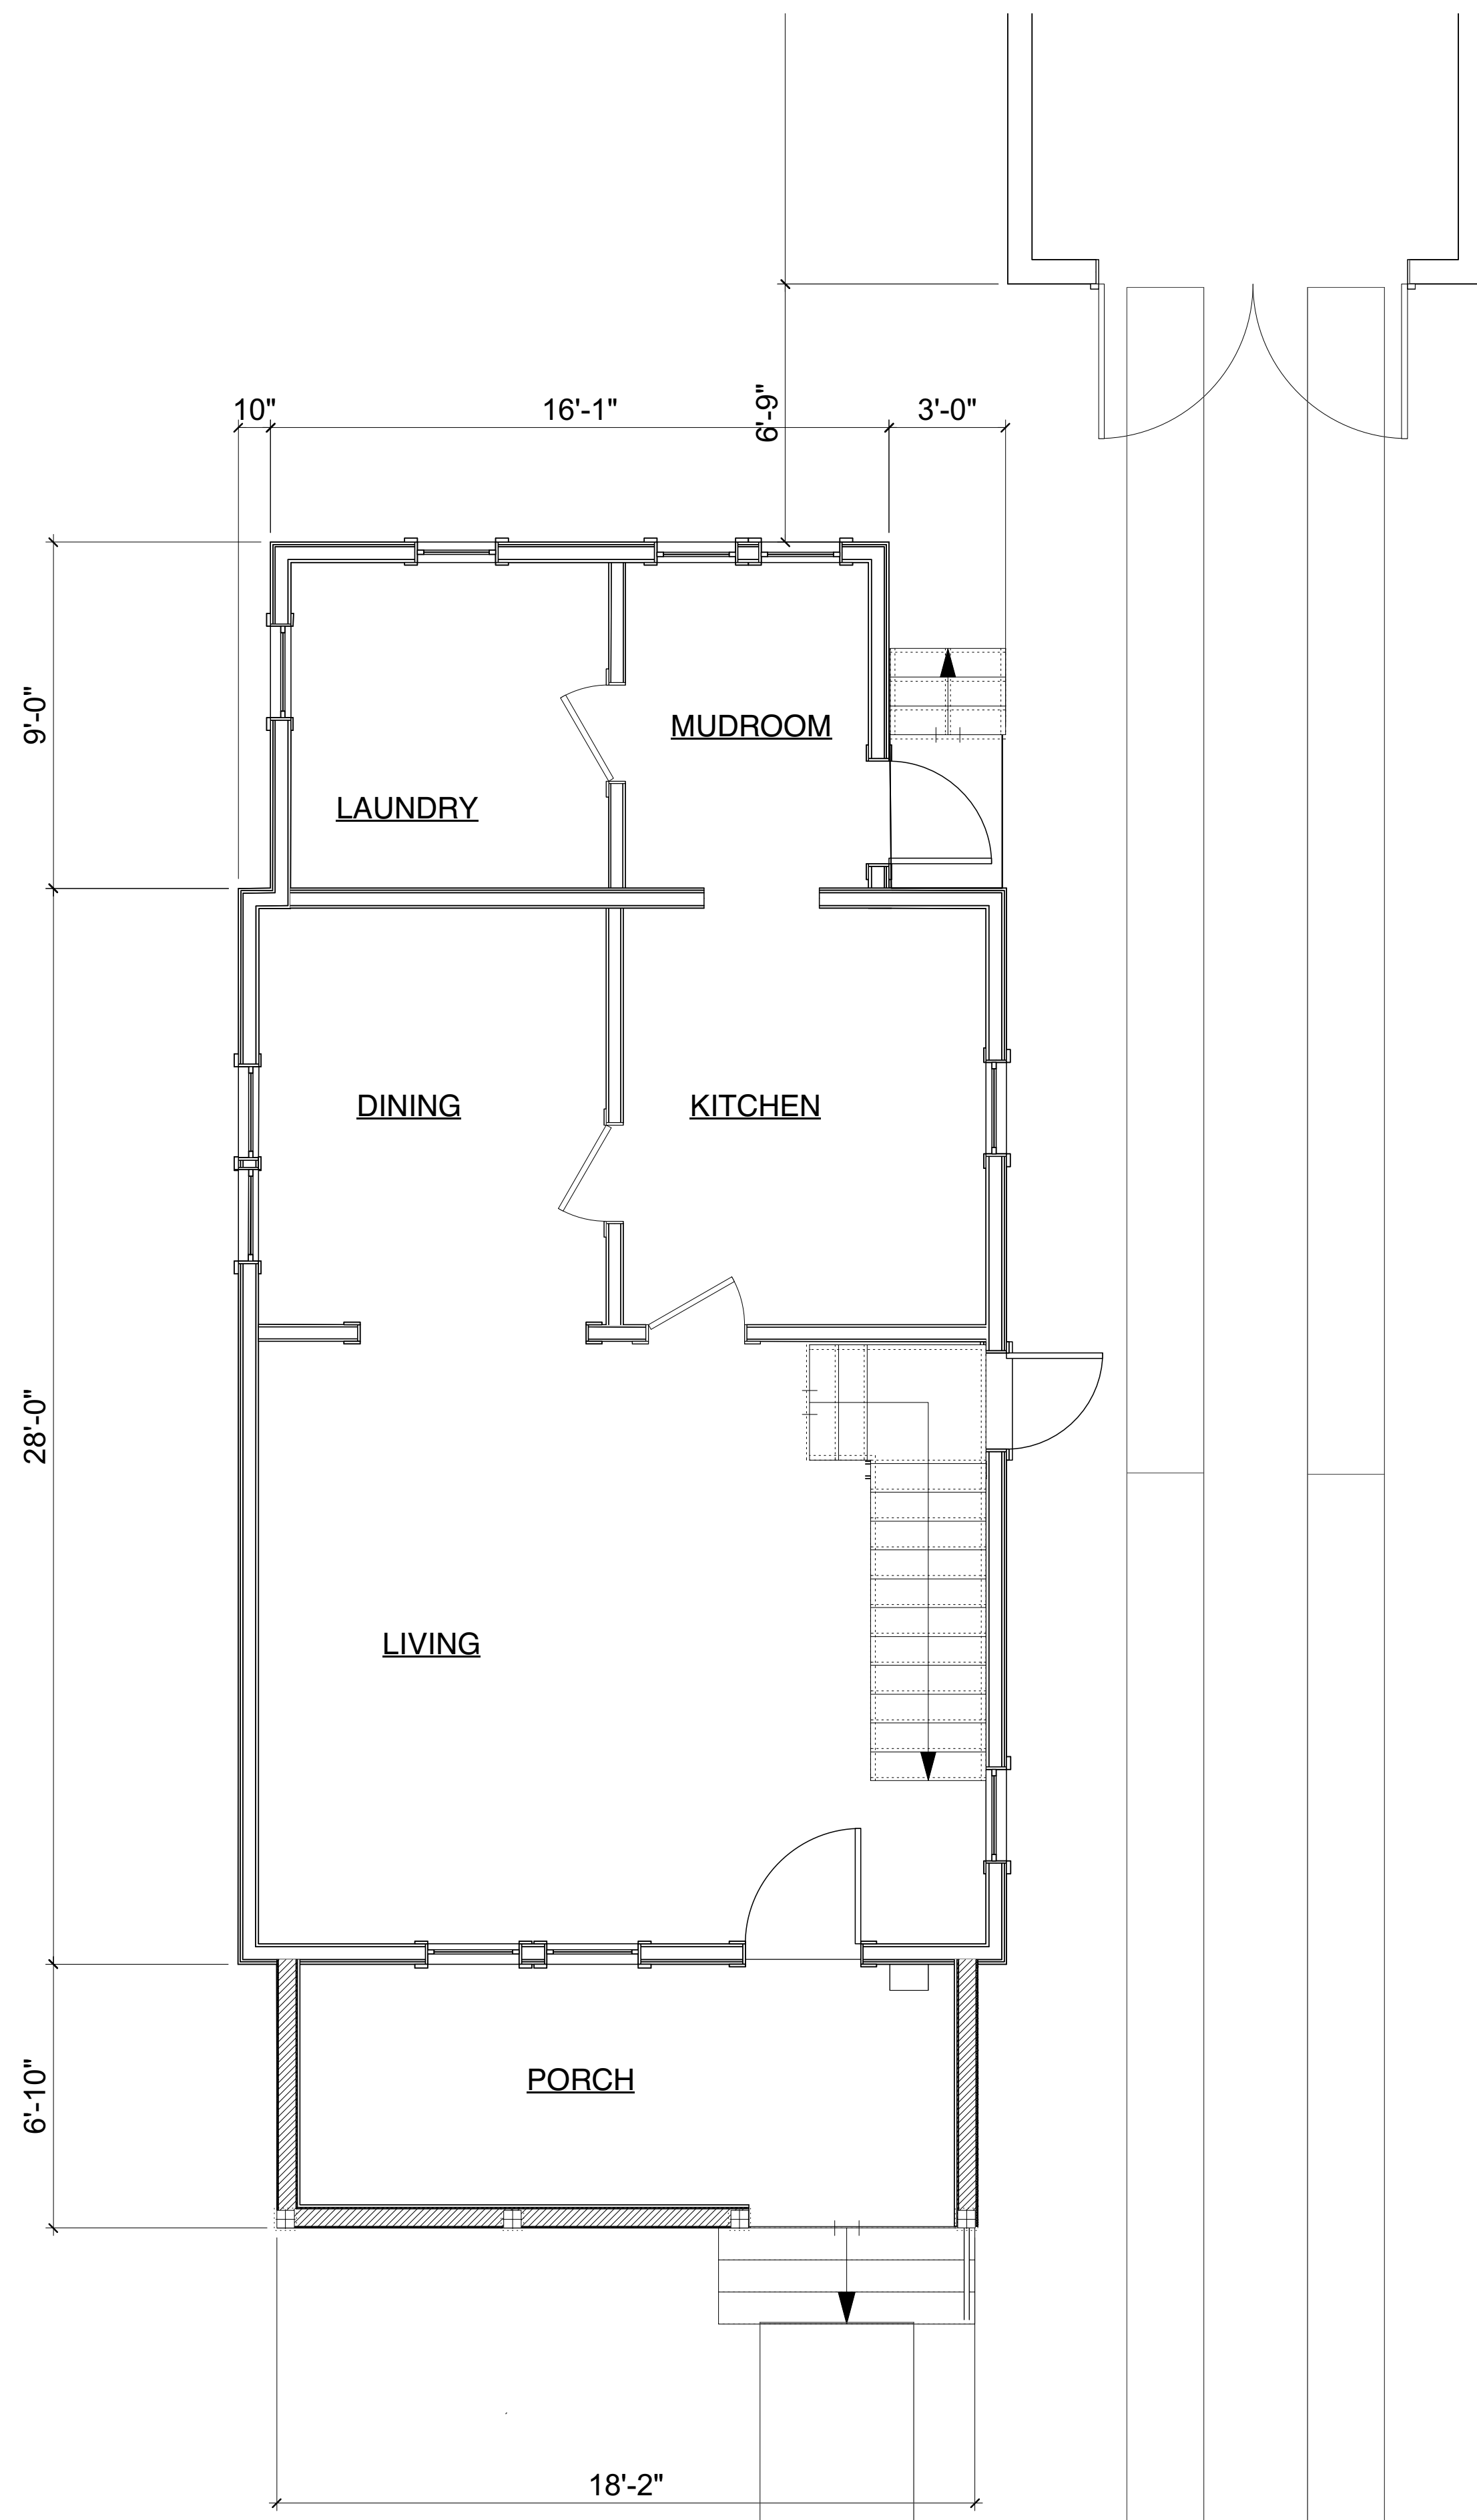 10"
16'-1"
6'-9"
3'-0"
9'-0"
MUDROOM
LAUNDRY
DINING
KITCHEN
28'-0"
LIVING
6'-10"
PORCH
18'-2"